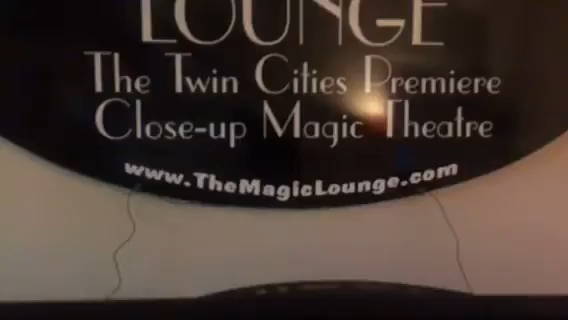 LOUNGE
The Twin Cities Premiere
Close-up Magic Theatre
www.TheMagicLounge.com